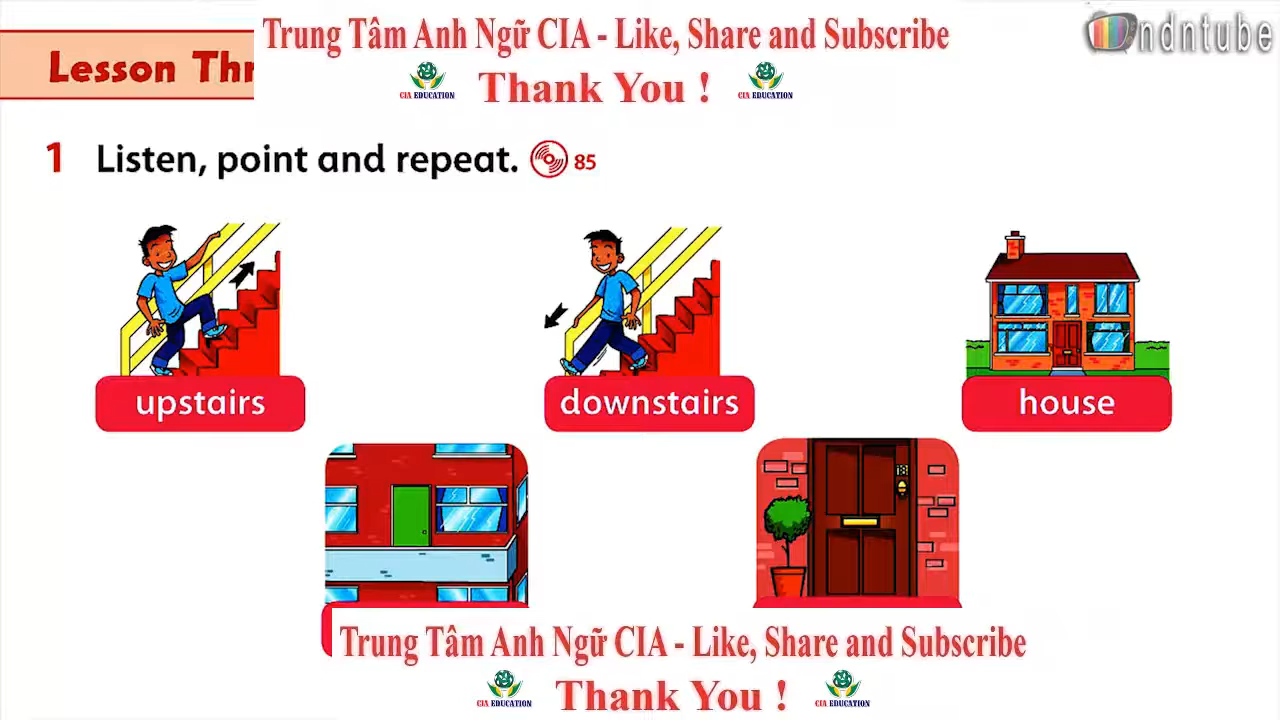 Trung Tâm Anh Ngữ CIA - Like, Share and Subscribe
ndntube
Lesson Thr
CIA EDUCATION
Thank You !
CIA EDUCATION
1 Listen, point and repeat. 85
upstairs
downstairs
house
18
Trung Tâm Anh Ngữ CIA - Like, Share and Subscribe
CIA EDUCATION
Thank You !
CIA EDUCATION